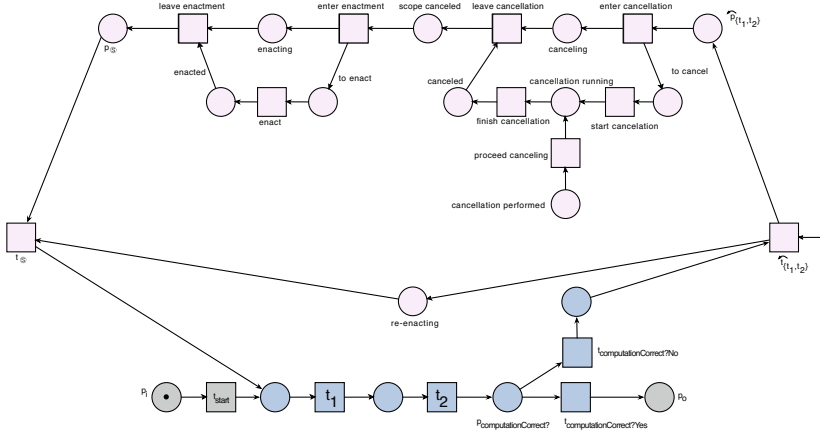 leave enactment
enter enactment
scope canceled
leave cancellation
enter cancellation
p{t1,t2}
pⓈ
enacting
canceling
enacted
to enact
canceled
cancellation running
to cancel
enact
finish cancellation
start cancelation
proceed canceling
cancellation performed
tⓈ
t{t1,t2}
re-enacting
tcomputationCorrect?No
pi
tstart
t1
t2
po
pcomputationCorrect?
tcomputationCorrect?Yes